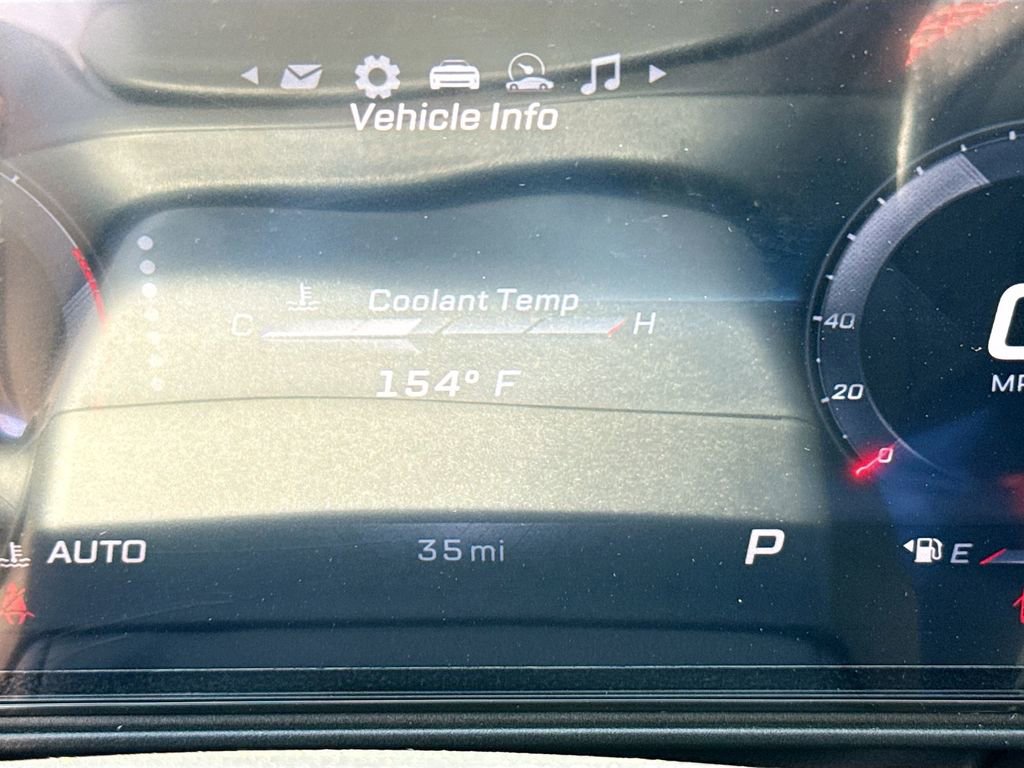 Vehicle Info
Coolant Temp
C H
154° F
40
20
0
AUTO 35 mi P E